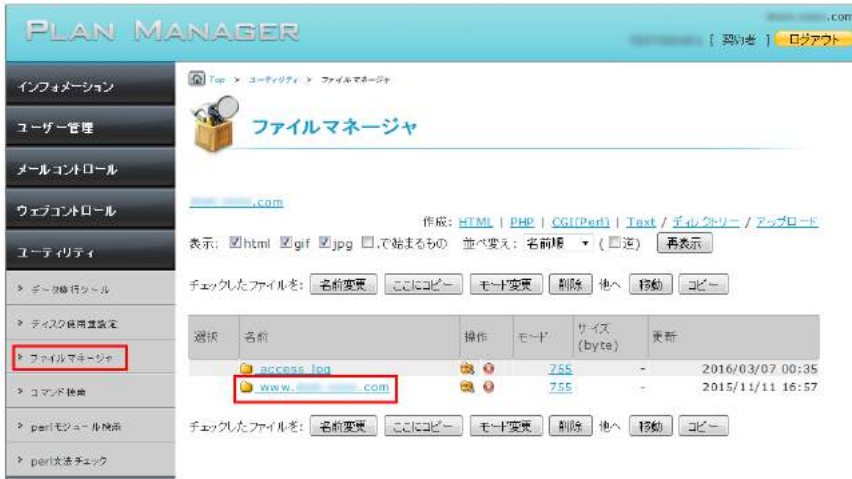 PLAN MANAGER
.com
[ 契約者 ] ログアウト
インフォメーション
ユーザー管理
メールコントロール
ウェブコントロール
ユーティリティ
データ移行ツール
ディスク使用量設定
ファイルマネージャ
コマンド検索
perlモジュール検索
perl文法チェック
Top > ユーティリティ > ファイルマネージャ
ファイルマネージャ
.com
作成: HTML | PHP | CGI(Perl) | Text / ディレクトリー / アップロード
表示: html gif jpg .で始まるもの 並べ変え: 名前順 (逆) 再表示
チェックしたファイルを: 名前変更 ここにコピー モード変更 削除 他へ 移動 コピー
選択 名前 操作 モード サイズ (byte) 更新
access_log 755 - 2016/03/07 00:35
www. .com 755 - 2015/11/11 16:57
チェックしたファイルを: 名前変更 ここにコピー モード変更 削除 他へ 移動 コピー